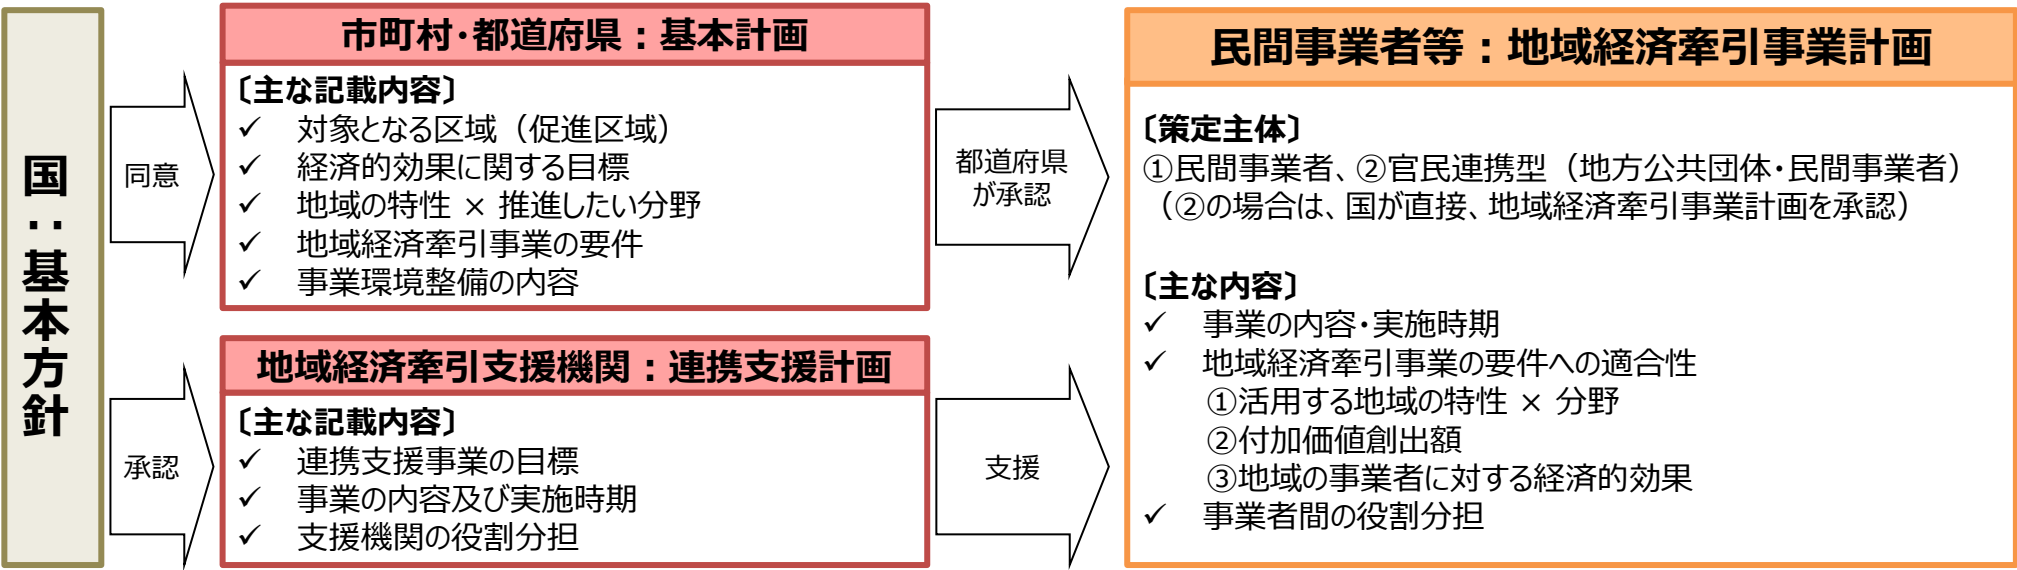 国：基本方針
同意
市町村･都道府県：基本計画
〔主な記載内容〕
✓ 対象となる区域（促進区域）
✓ 経済的効果に関する目標
✓ 地域の特性 × 推進したい分野
✓ 地域経済牽引事業の要件
✓ 事業環境整備の内容
承認
地域経済牽引支援機関：連携支援計画
〔主な記載内容〕
✓ 連携支援事業の目標
✓ 事業の内容及び実施時期
✓ 支援機関の役割分担
都道府県
が承認
支援
民間事業者等：地域経済牽引事業計画
〔策定主体〕
①民間事業者、②官民連携型（地方公共団体･民間事業者）
（②の場合は、国が直接、地域経済牽引事業計画を承認）
〔主な内容〕
✓ 事業の内容･実施時期
✓ 地域経済牽引事業の要件への適合性
①活用する地域の特性 × 分野
②付加価値創出額
③地域の事業者に対する経済的効果
✓ 事業者間の役割分担